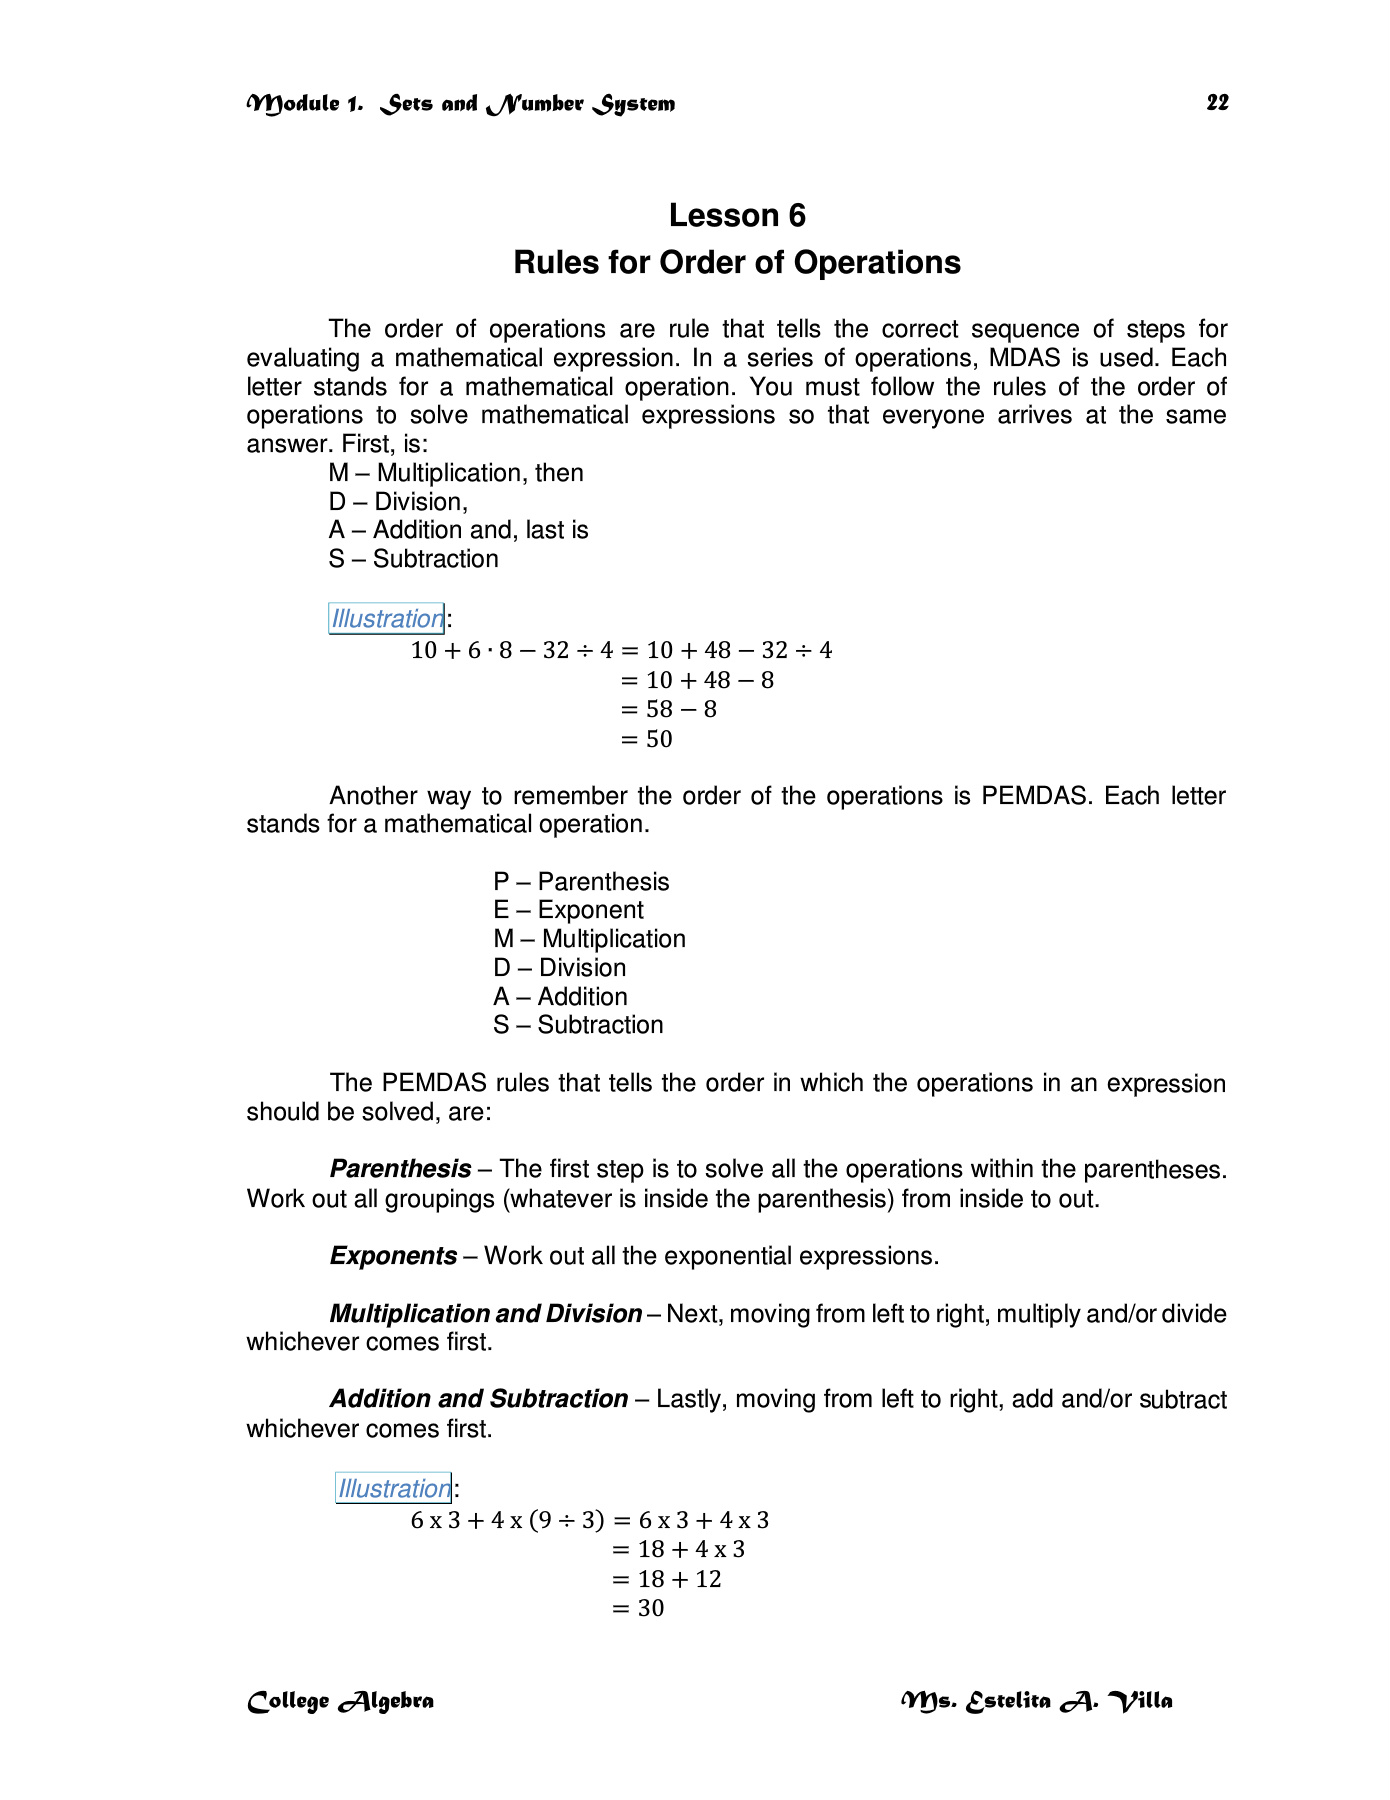 Module 1.  Sets and Number System 22
Lesson 6
Rules for Order of Operations
The order of operations are rule that tells the correct sequence of steps for
evaluating a mathematical expression. In a series of operations, MDAS is used. Each
letter stands for a mathematical operation. You must follow the rules of the order of
operations to solve mathematical expressions so that everyone arrives at the same
answer. First, is:
M – Multiplication, then
D – Division,
A – Addition and, last is
S – Subtraction
Illustration:
10 + 6 · 8 − 32 ÷ 4 = 10 + 48 − 32 ÷ 4
= 10 + 48 − 8
= 58 − 8
= 50
Another way to remember the order of the operations is PEMDAS. Each letter
stands for a mathematical operation.
P – Parenthesis
E – Exponent
M – Multiplication
D – Division
A – Addition
S – Subtraction
The PEMDAS rules that tells the order in which the operations in an expression
should be solved, are:
Parenthesis – The first step is to solve all the operations within the parentheses.
Work out all groupings (whatever is inside the parenthesis) from inside to out.
Exponents – Work out all the exponential expressions.
Multiplication and Division – Next, moving from left to right, multiply and/or divide
whichever comes first.
Addition and Subtraction – Lastly, moving from left to right, add and/or subtract
whichever comes first.
Illustration:
6 x 3 + 4 x (9 ÷ 3) = 6 x 3 + 4 x 3
= 18 + 4 x 3
= 18 + 12
= 30
College Algebra Ms. Estelita A. Villa